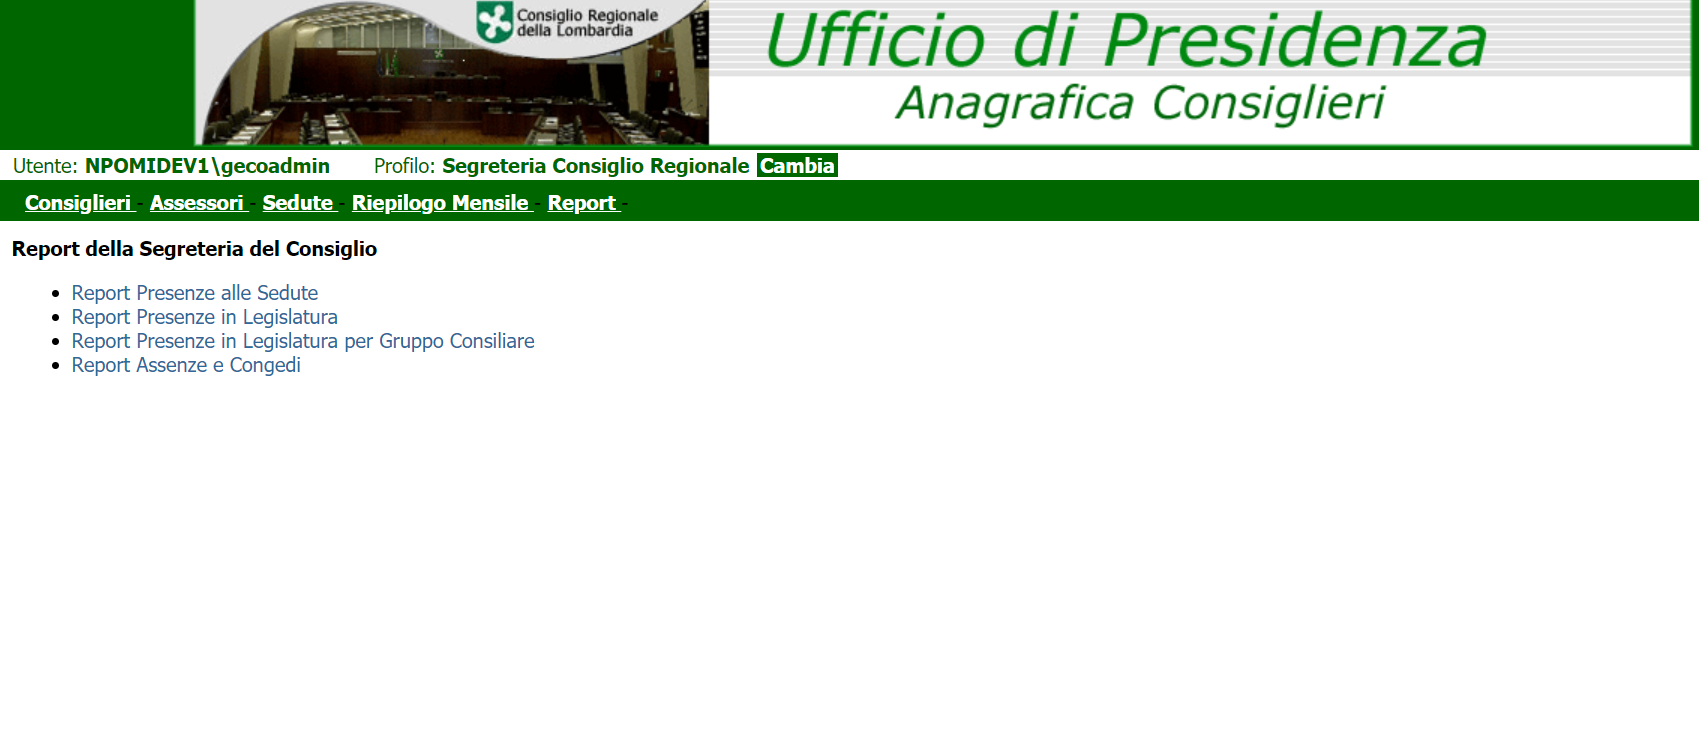 Consiglio Regionale
della Lombardia
Ufficio di Presidenza
Anagrafica Consiglieri
Utente: NPOMIDEV1\gecoadmin Profilo: Segreteria Consiglio Regionale Cambia
Consiglieri - Assessori - Sedute - Riepilogo Mensile - Report -
Report della Segreteria del Consiglio
• Report Presenze alle Sedute
• Report Presenze in Legislatura
• Report Presenze in Legislatura per Gruppo Consiliare
• Report Assenze e Congedi